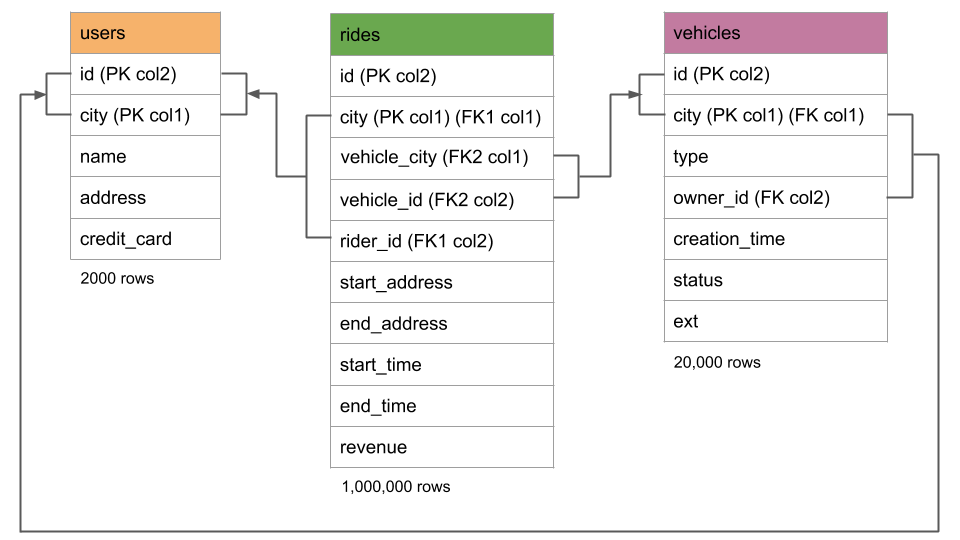 users
id (PK col2)
city (PK col1)
name
address
credit_card
2000 rows
rides
id (PK col2)
city (PK col1) (FK1 col1)
vehicle_city (FK2 col1)
vehicle_id (FK2 col2)
rider_id (FK1 col2)
start_address
end_address
start_time
end_time
revenue
1,000,000 rows
vehicles
id (PK col2)
city (PK col1) (FK col1)
type
owner_id (FK col2)
creation_time
status
ext
20,000 rows